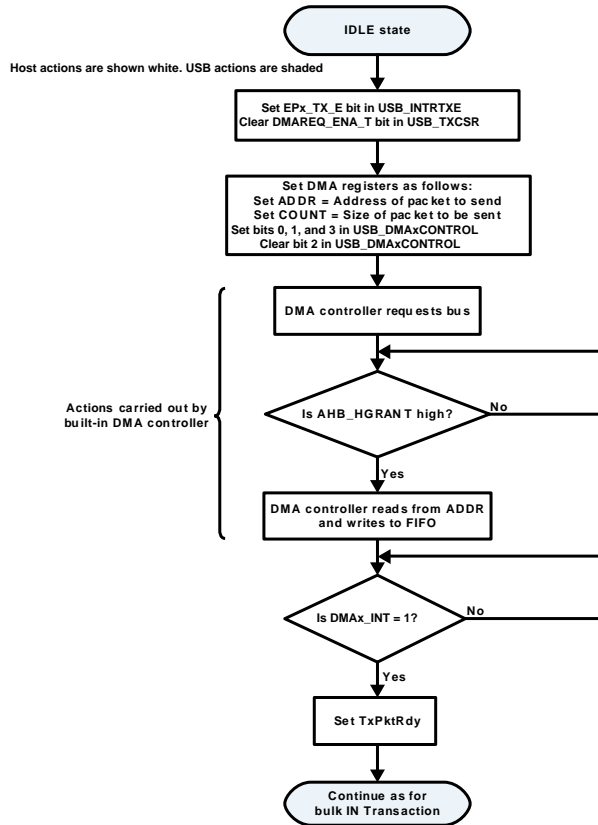 IDLE state
Host actions are shown white. USB actions are shaded
Set EPx_TX_E bit in USB_INTRTXE
Clear DMAREQ_ENA_T bit in USB_TXCSR
Set DMA registers as follows:
Set ADDR = Address of packet to send
Set COUNT = Size of packet to be sent
Set bits 0, 1, and 3 in USB_DMAxCONTROL
Clear bit 2 in USB_DMAxCONTROL
DMA controller requests bus
Is AHB_HGRANT high?
No
Actions carried out by
built-in DMA controller
Yes
DMA controller reads from ADDR
and writes to FIFO
Is DMAx_INT = 1?
No
Yes
Set TxPktRdy
Continue as for
bulk IN Transaction